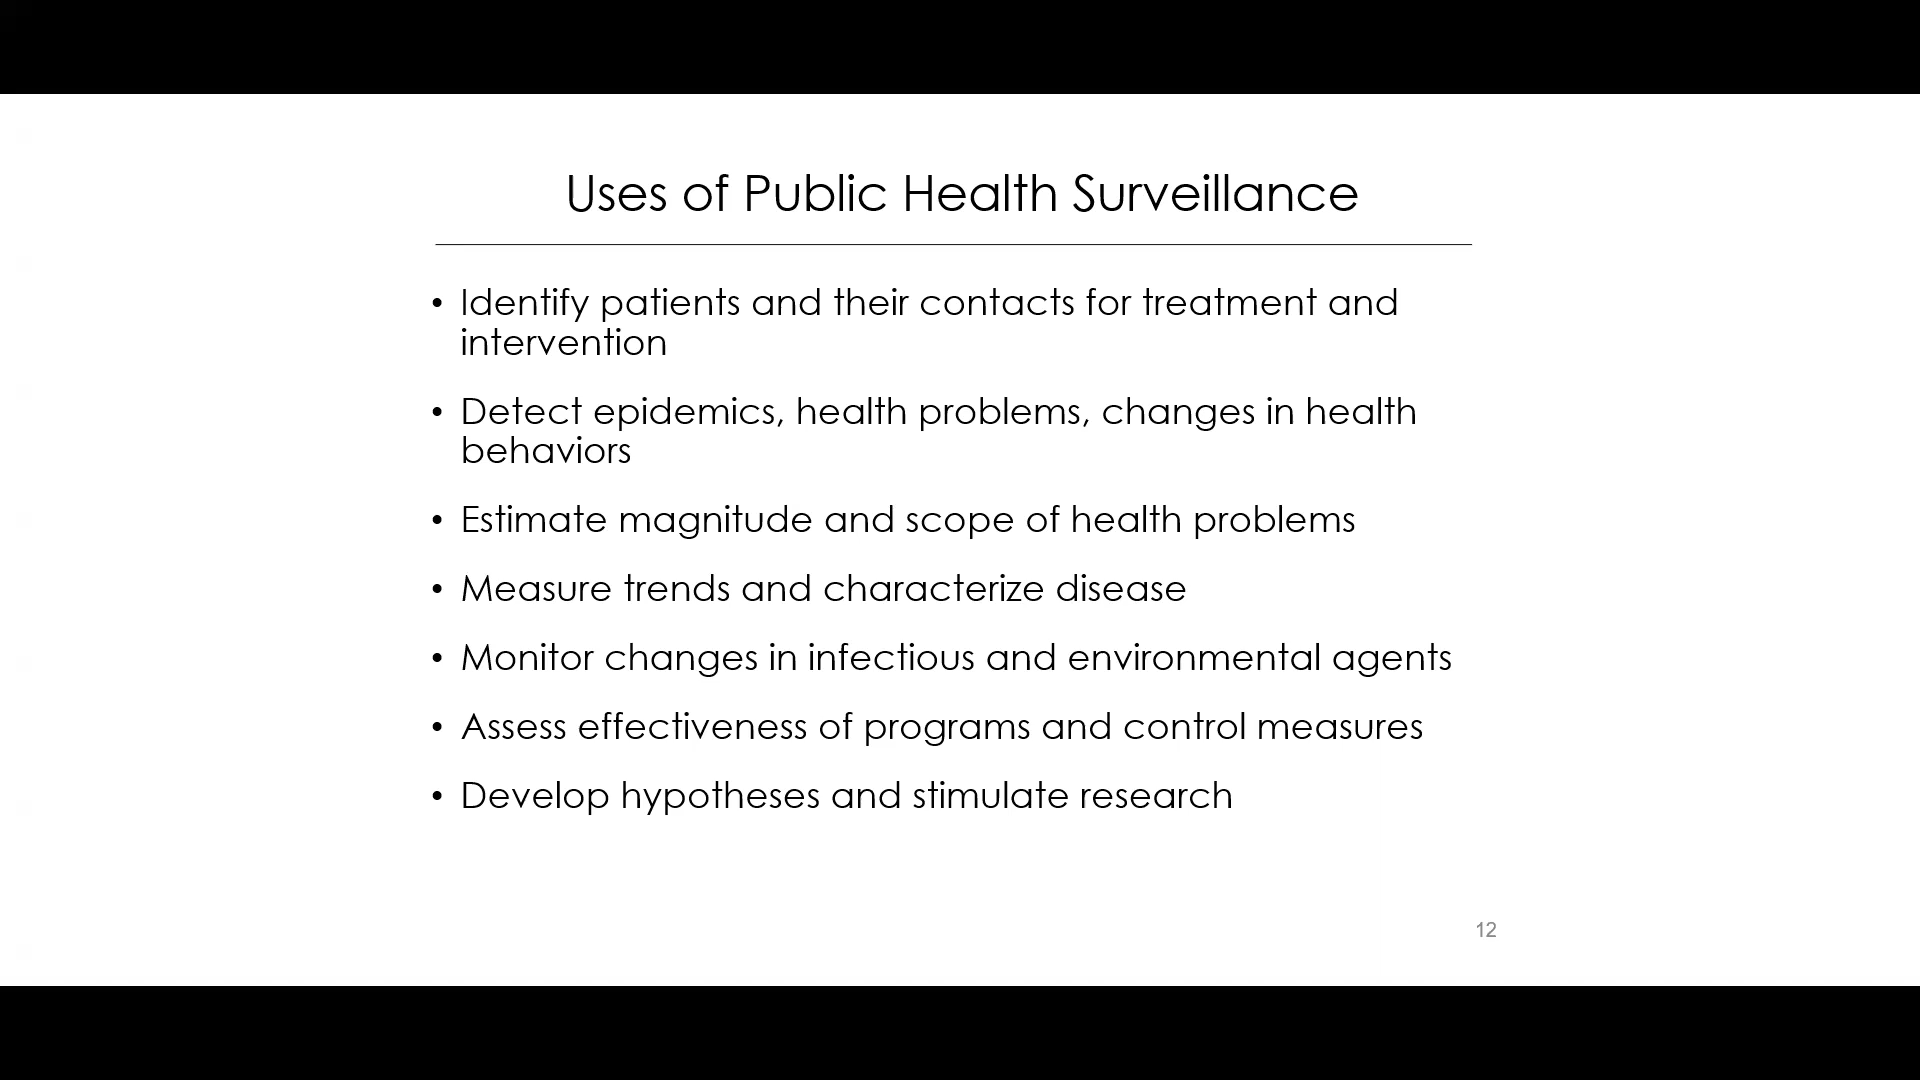 Uses of Public Health Surveillance
• Identify patients and their contacts for treatment and
intervention
• Detect epidemics, health problems, changes in health
behaviors
• Estimate magnitude and scope of health problems
• Measure trends and characterize disease
• Monitor changes in infectious and environmental agents
• Assess effectiveness of programs and control measures
• Develop hypotheses and stimulate research
12